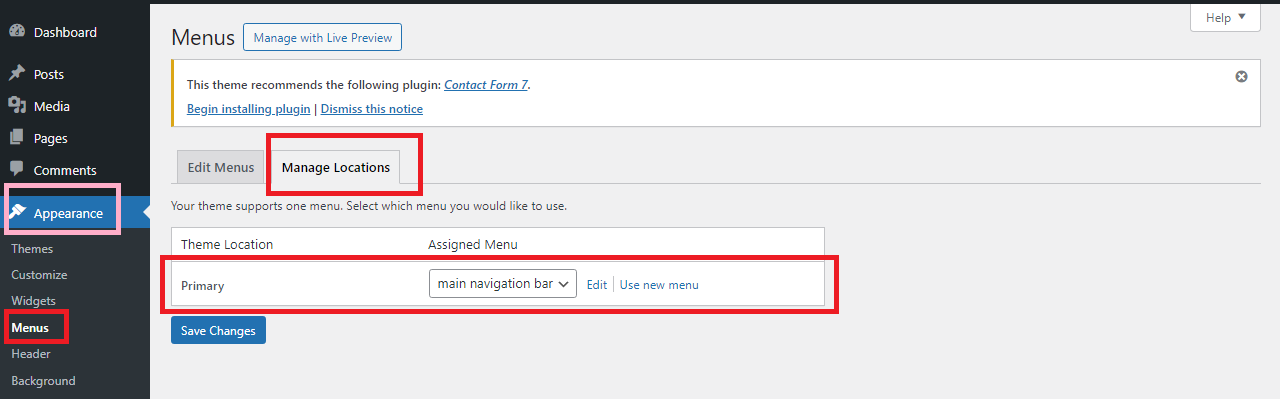 Help
Dashboard
Posts
Media
Pages
Comments
Appearance
Themes
Customize
Widgets
Menus
Header
Background
Menus Manage with Live Preview
This theme recommends the following plugin: Contact Form 7.
Begin installing plugin | Dismiss this notice
Edit Menus Manage Locations
Your theme supports one menu. Select which menu you would like to use.
Theme Location Assigned Menu
Primary main navigation bar Edit Use new menu
Save Changes